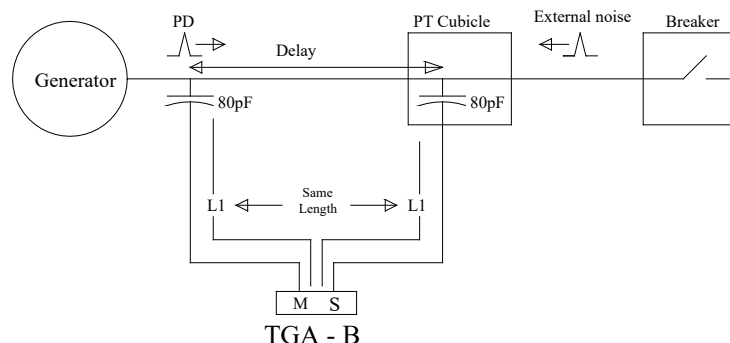 PD
PT Cubicle
External noise
Breaker
Delay
Generator
80pF
80pF
L1
Same
Length
L1
M
S
TGA - B